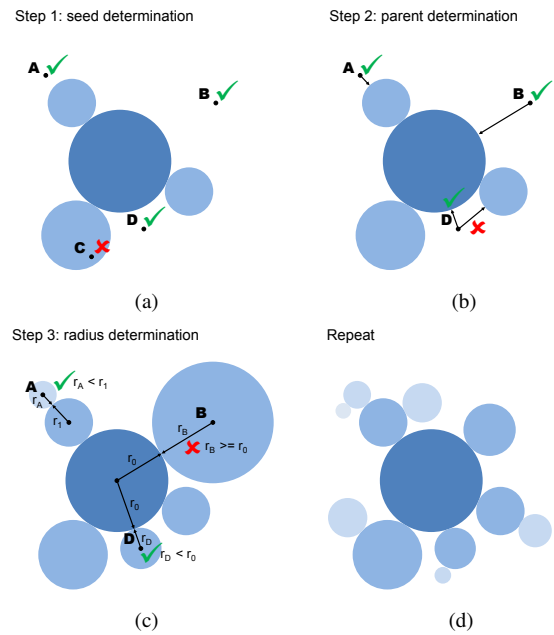 Step 1: seed determination
A
B
D
C
(a)
Step 2: parent determination
A
B
D
(b)
Step 3: radius determination
A
r_A < r_1
r_A
r_1
B
r_B
r_B >= r_0
r_0
r_0
D
r_D
r_D < r_0
(c)
Repeat
(d)